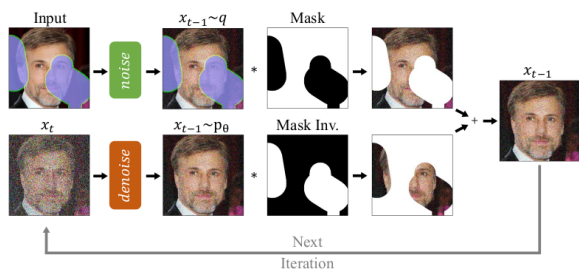 Input
x_{t−1}~q
Mask
noise
*
x_{t−1}
+
x_t
x_{t−1}~p_θ
Mask Inv.
denoise
*
Next
Iteration